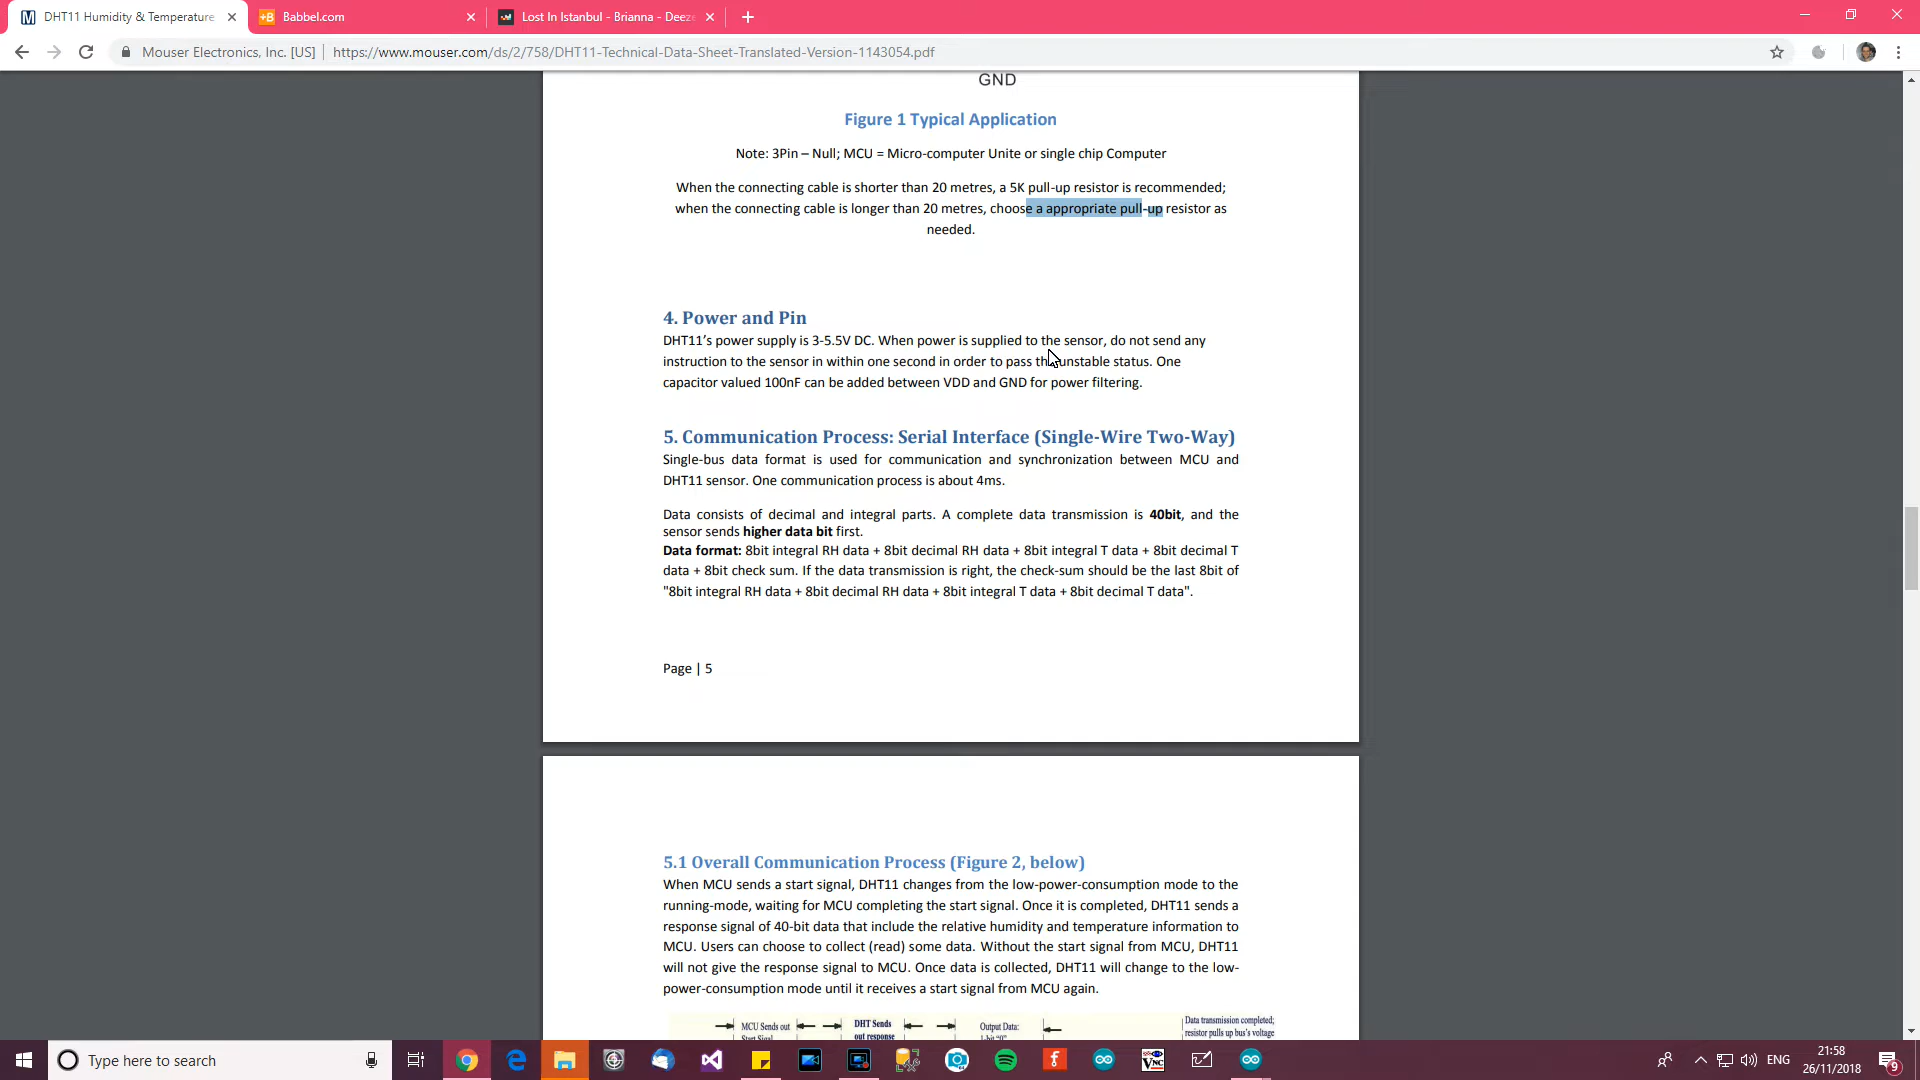 DHT11 Humidity & Temperature
Babbel.com
Lost In Istanbul - Brianna - Deez
Mouser Electronics, Inc. [US] | https://www.mouser.com/ds/2/758/DHT11-Technical-Data-Sheet-Translated-Version-1143054.pdf
GND
Figure 1 Typical Application
Note: 3Pin – Null; MCU = Micro-computer Unite or single chip Computer
When the connecting cable is shorter than 20 metres, a 5K pull-up resistor is recommended;
when the connecting cable is longer than 20 metres, choose a appropriate pull-up resistor as
needed.
4. Power and Pin
DHT11’s power supply is 3-5.5V DC. When power is supplied to the sensor, do not send any
instruction to the sensor in within one second in order to pass the unstable status. One
capacitor valued 100nF can be added between VDD and GND for power filtering.
5. Communication Process: Serial Interface (Single-Wire Two-Way)
Single-bus data format is used for communication and synchronization between MCU and
DHT11 sensor. One communication process is about 4ms.
Data consists of decimal and integral parts. A complete data transmission is 40bit, and the
sensor sends higher data bit first.
Data format: 8bit integral RH data + 8bit decimal RH data + 8bit integral T data + 8bit decimal T
data + 8bit check sum. If the data transmission is right, the check-sum should be the last 8bit of
"8bit integral RH data + 8bit decimal RH data + 8bit integral T data + 8bit decimal T data".
Page | 5
5.1 Overall Communication Process (Figure 2, below)
When MCU sends a start signal, DHT11 changes from the low-power-consumption mode to the
running-mode, waiting for MCU completing the start signal. Once it is completed, DHT11 sends a
response signal of 40-bit data that include the relative humidity and temperature information to
MCU. Users can choose to collect (read) some data. Without the start signal from MCU, DHT11
will not give the response signal to MCU. Once data is collected, DHT11 will change to the low-
power-consumption mode until it receives a start signal from MCU again.
MCU Sends out
Start Signal
DHT Sends
out response
Output Data:
1-bit "0"
Data transmission completed;
resistor pulls up bus's voltage
Type here to search
ENG
21:58
26/11/2018
9